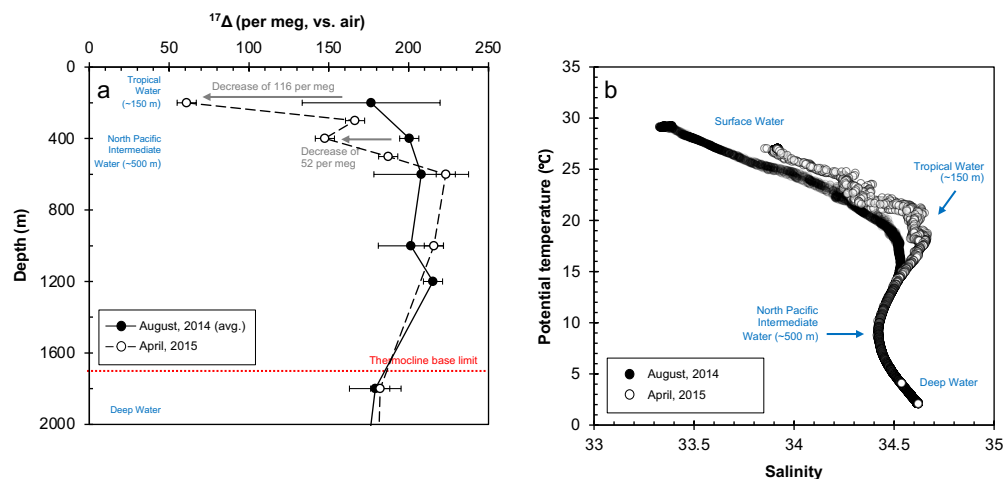 ¹⁷Δ (per meg, vs. air)
0 50 100 150 200 250
0
400
800
1200
1600
2000
Depth (m)
a
Tropical
Water
(~150 m)
Decrease of 116 per meg
North Pacific
Intermediate
Water (~500 m)
Decrease of
52 per meg
August, 2014 (avg.)
April, 2015
Thermocline base limit
Deep Water
b
35
30
25
20
15
10
5
0
Potential temperature (ºC)
Surface Water
Tropical Water
(~150 m)
North Pacific
Intermediate
Water (~500 m)
Deep Water
August, 2014
April, 2015
33 33.5 34 34.5 35
Salinity